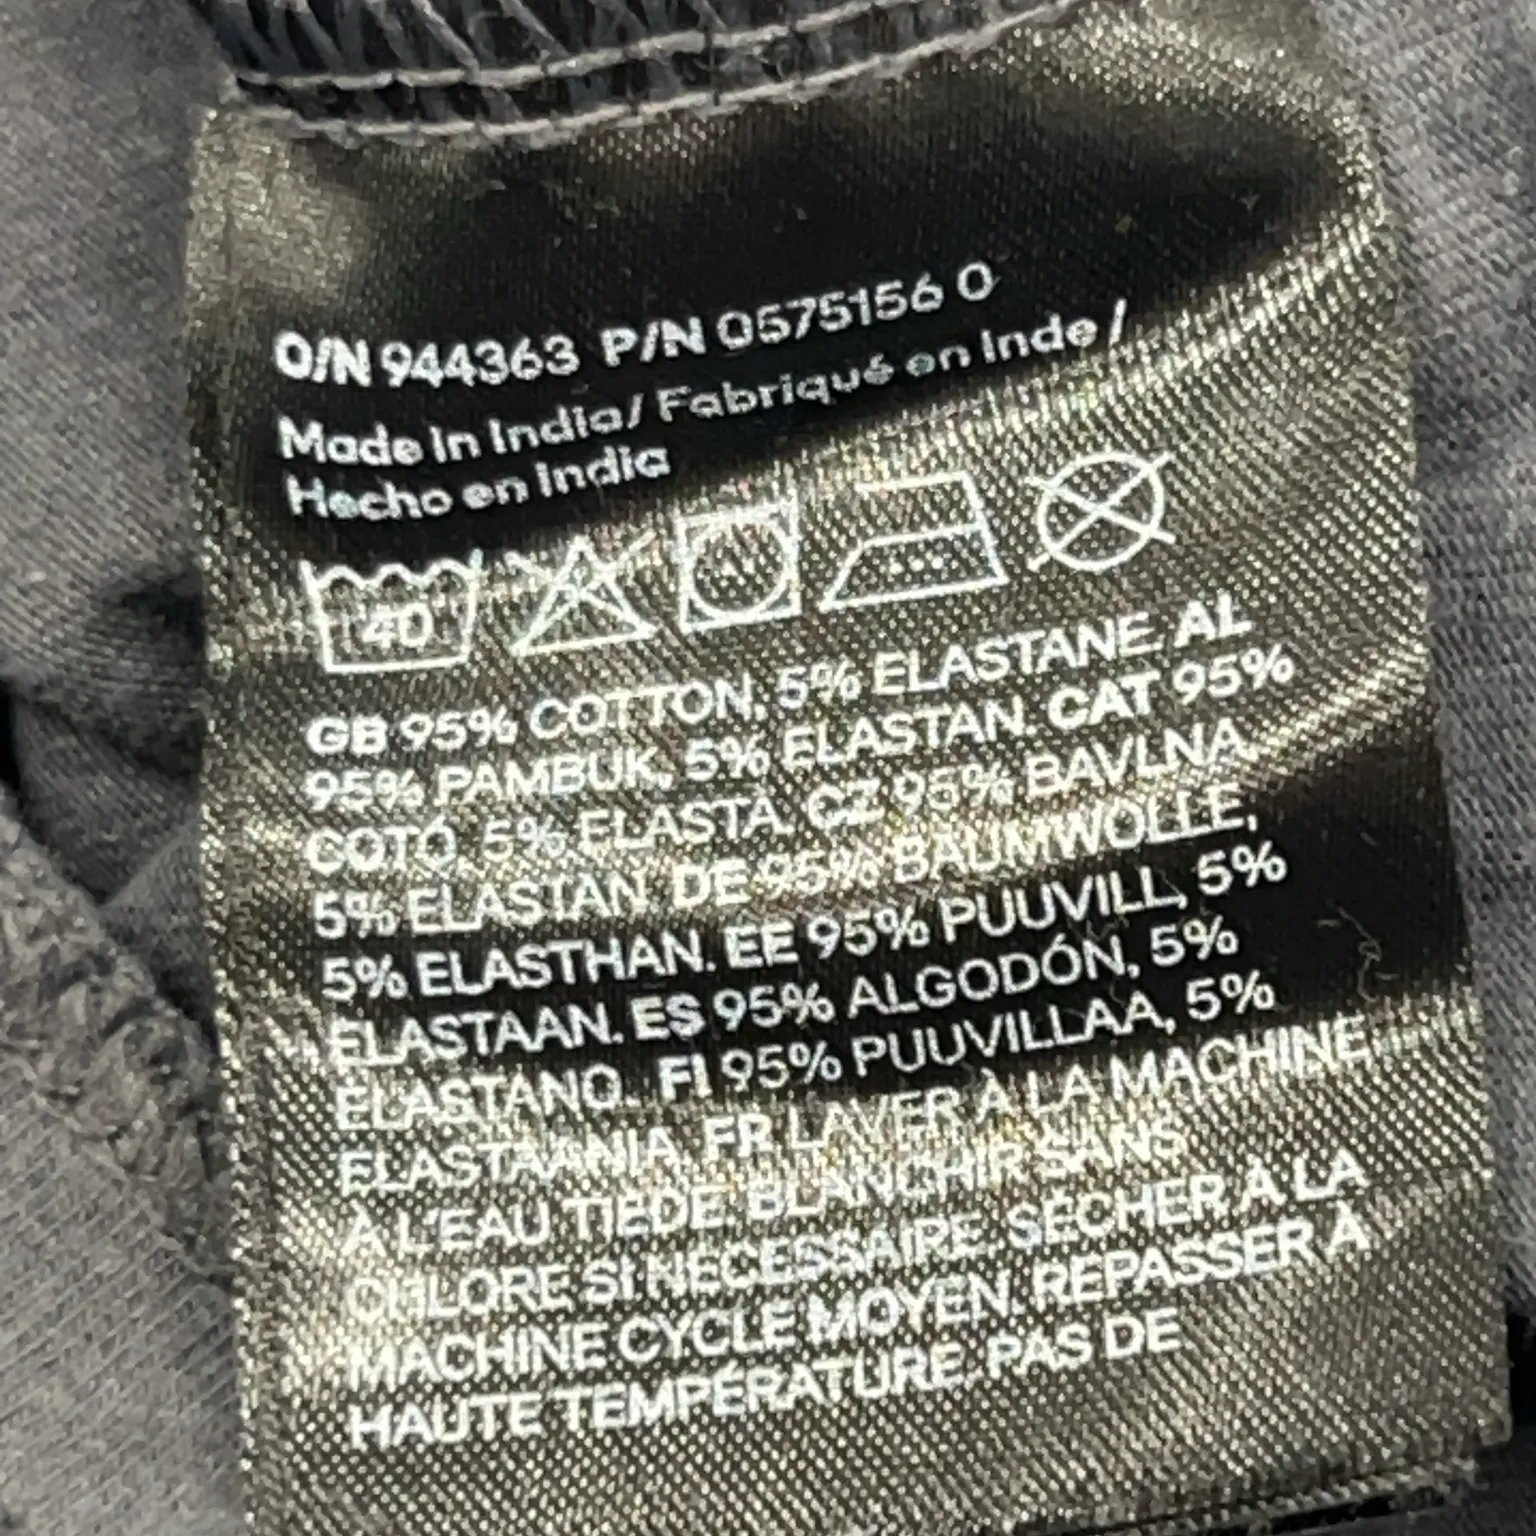 O/N 944363 P/N 0575156 0
Made in India/ Fabriqué en Inde /
Hecho en India
40
GB 95% COTTON, 5% ELASTANE. AL
95% PAMBUK, 5% ELASTAN. CAT 95%
COTÓ, 5% ELASTÀ. CZ 95% BAVLNA,
5% ELASTAN. DE 95% BAUMWOLLE,
5% ELASTHAN. EE 95% PUUVILL, 5%
ELASTAAN. ES 95% ALGODÓN, 5%
ELASTANO. FI 95% PUUVILLAA, 5%
ELASTAANIA. FR LAVER À LA MACHINE
À L'EAU TIÈDE. BLANCHIR SANS
CHLORE SI NÉCESSAIRE. SÉCHER À LA
MACHINE CYCLE MOYEN. REPASSER À
HAUTE TEMPÉRATURE. PAS DE